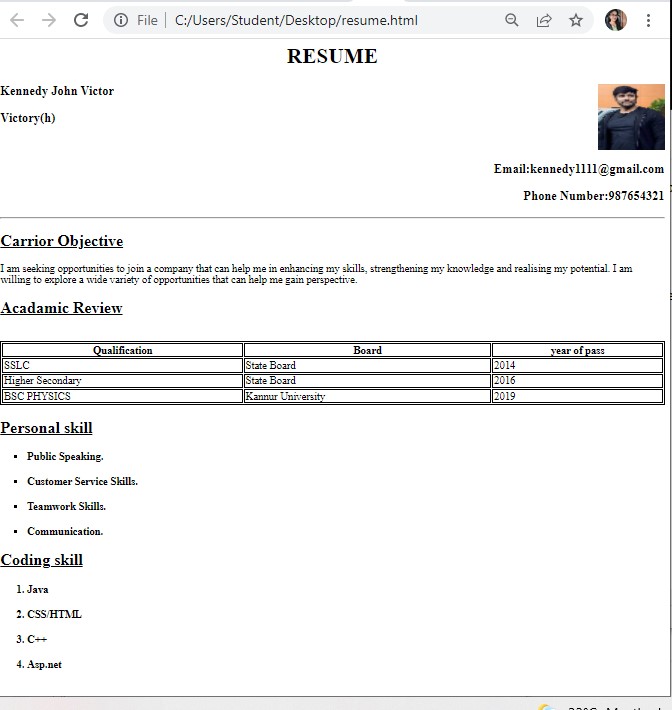 File | C:/Users/Student/Desktop/resume.html
RESUME
Kennedy John Victor
Victory(h)
Email:kennedy1111@gmail.com
Phone Number:987654321
Carrior Objective
I am seeking opportunities to join a company that can help me in enhancing my skills, strengthening my knowledge and realising my potential. I am
willing to explore a wide variety of opportunities that can help me gain perspective.
Acadamic Review
Qualification Board year of pass
SSLC State Board 2014
Higher Secondary State Board 2016
BSC PHYSICS Kannur University 2019
Personal skill
▪ Public Speaking.
▪ Customer Service Skills.
▪ Teamwork Skills.
▪ Communication.
Coding skill
1. Java
2. CSS/HTML
3. C++
4. Asp.net